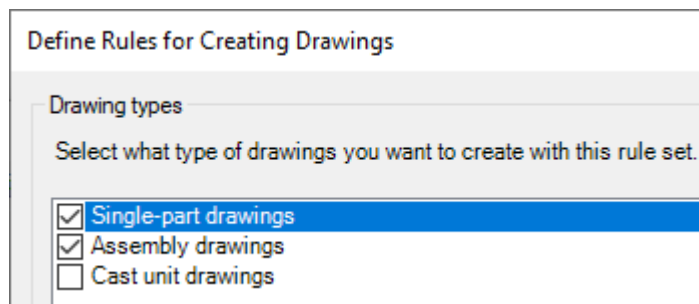 Define Rules for Creating Drawings
Drawing types
Select what type of drawings you want to create with this rule set.
Single-part drawings
Assembly drawings
Cast unit drawings